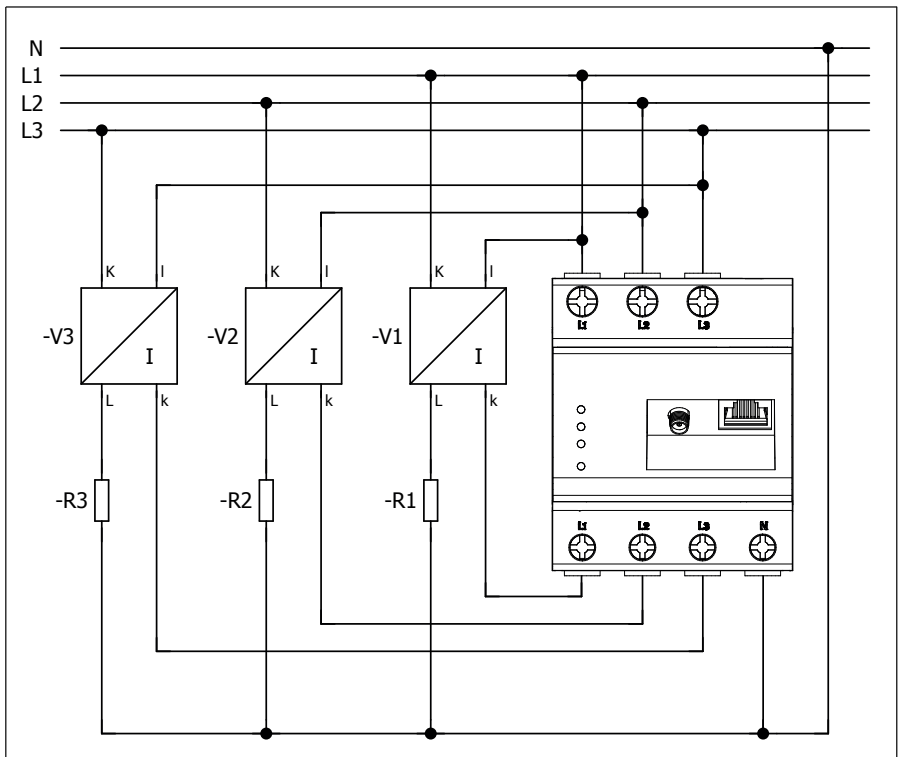 N
L1
L2
L3
K l K l K l
-V3 I -V2 I -V1 I
L1 L2 L3
L k L k L k
-R3 -R2 -R1
L1 L2 L3 N